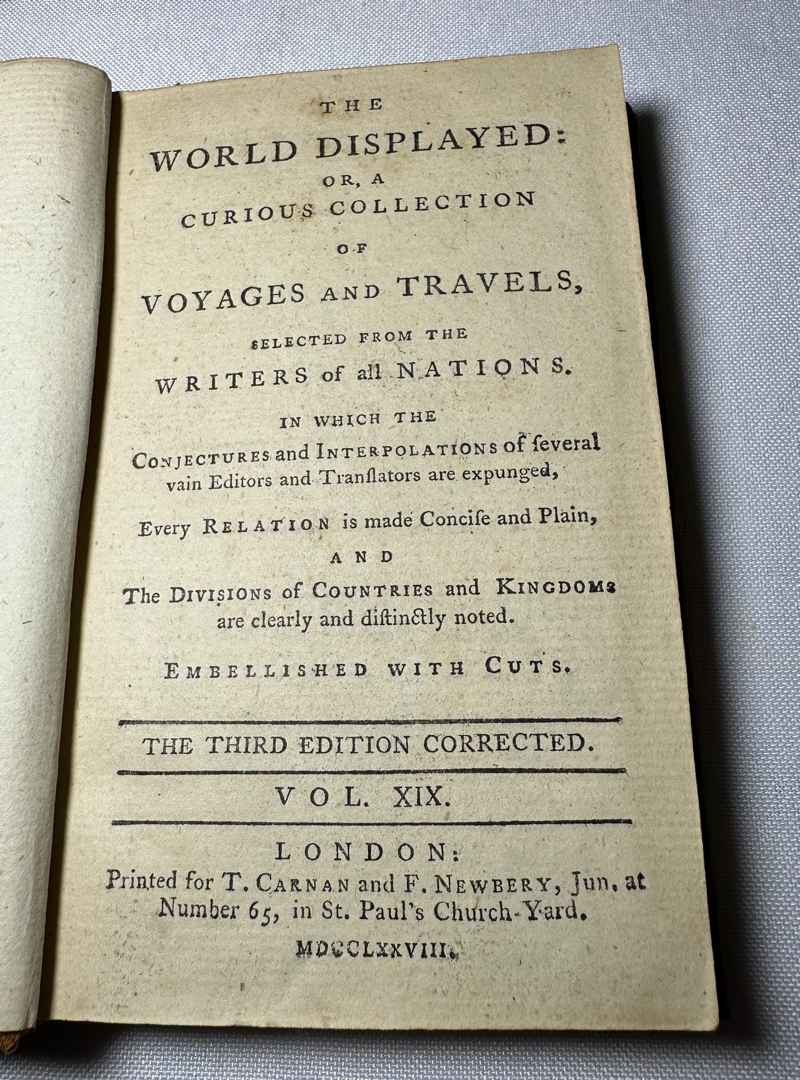 THE
WORLD DISPLAYED:
OR, A
CURIOUS COLLECTION
OF
VOYAGES AND TRAVELS,
SELECTED FROM THE
WRITERS of all NATIONS.
IN WHICH THE
CONJECTURES and INTERPOLATIONS of ſeveral
vain Editors and Tranſlators are expunged,
Every RELATION is made Conciſe and Plain,
AND
The DIVISIONS of COUNTRIES and KINGDOMS
are clearly and diſtinctly noted.
EMBELLISHED WITH CUTS.
THE THIRD EDITION CORRECTED.
VOL. XIX.
LONDON:
Printed for T. CARNAN and F. NEWBERY, Jun. at
Number 65, in St. Paul's Church-Yard.
MDCCLXXVIII.